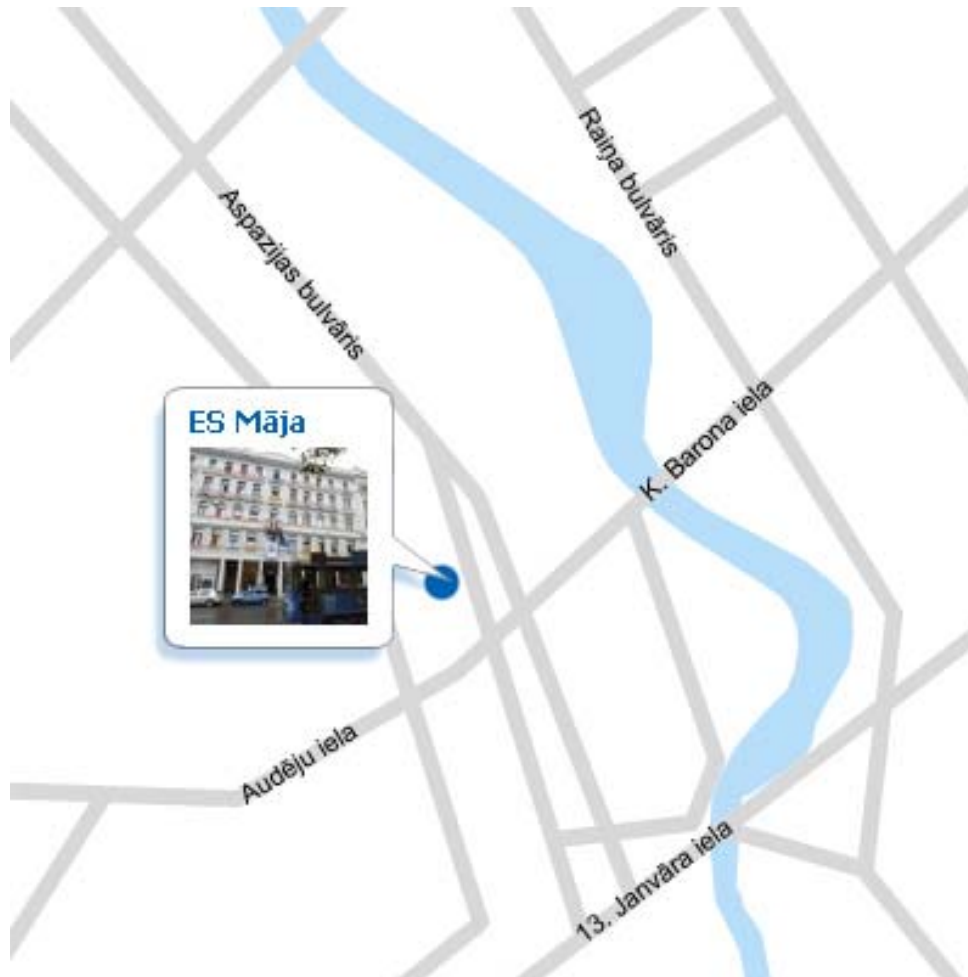 Raiņa bulvāris
Aspazijas bulvāris
ES Māja
K. Barona iela
Audēju iela
13. Janvāra iela